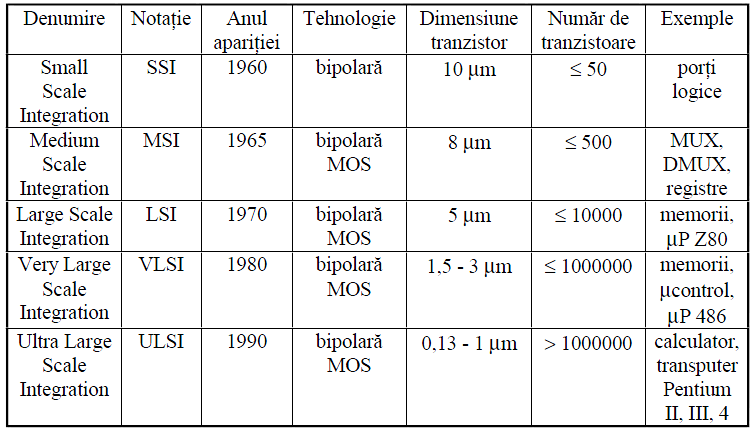 Denumire Notație Anul apariției Tehnologie Dimensiune tranzistor Număr de tranzistoare Exemple
Small Scale Integration SSI 1960 bipolară 10 μm ≤ 50 porți logice
Medium Scale Integration MSI 1965 bipolară MOS 8 μm ≤ 500 MUX, DMUX, registre
Large Scale Integration LSI 1970 bipolară MOS 5 μm ≤ 10000 memorii, μP Z80
Very Large Scale Integration VLSI 1980 bipolară MOS 1,5 - 3 μm ≤ 1000000 memorii, μcontrol, μP 486
Ultra Large Scale Integration ULSI 1990 bipolară MOS 0,13 - 1 μm > 1000000 calculator, transputer Pentium II, III, 4